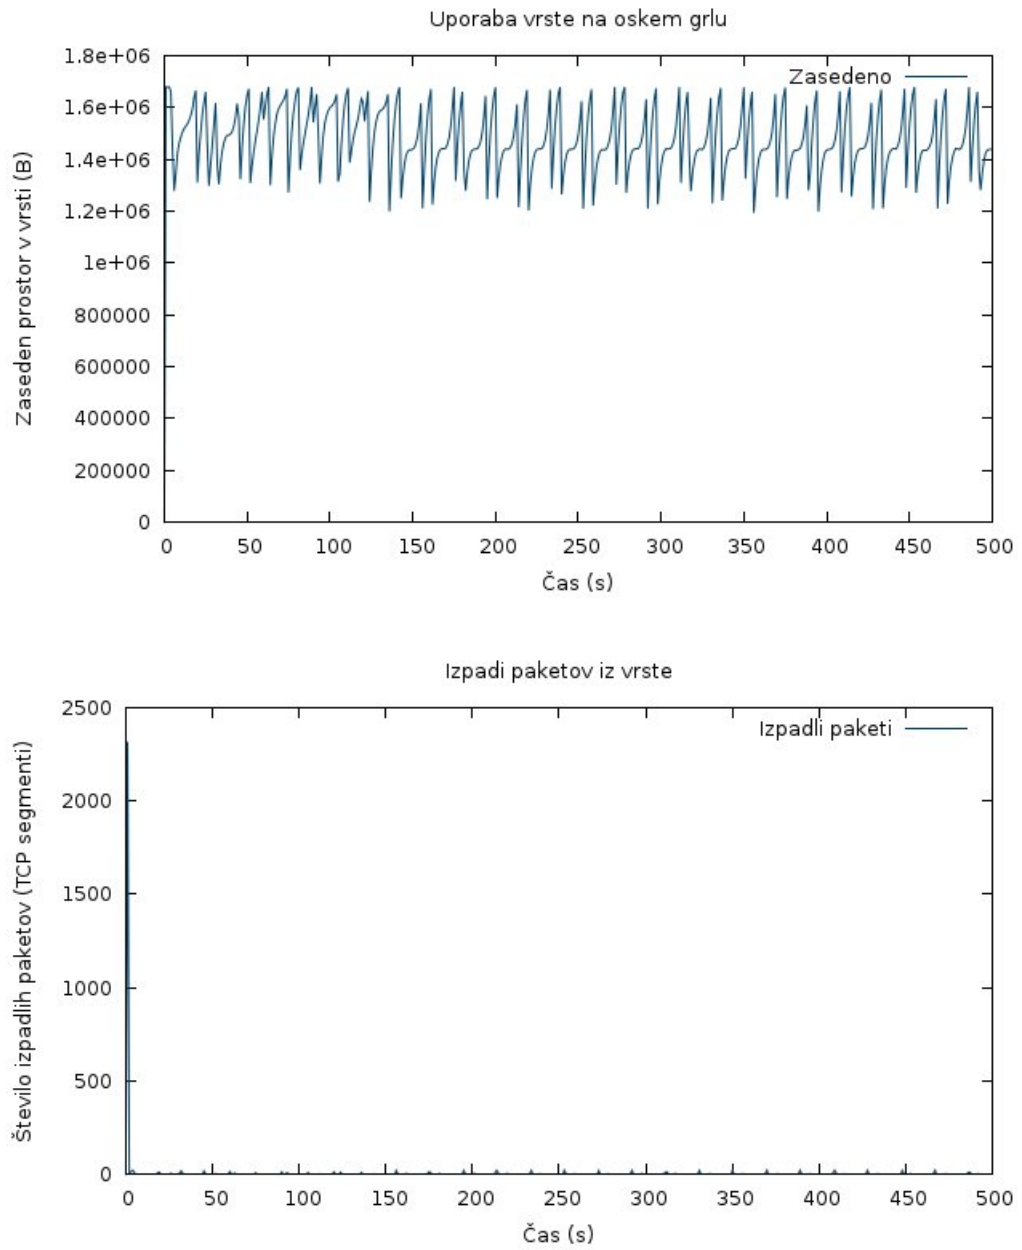 Uporaba vrste na oskem grlu
Zasedeno
Zaseden prostor v vrsti (B)
1.8e+06
1.6e+06
1.4e+06
1.2e+06
1e+06
800000
600000
400000
200000
0
0 50 100 150 200 250 300 350 400 450 500
Čas (s)
Izpadi paketov iz vrste
Izpadli paketi
Število izpadlih paketov (TCP segmenti)
2500
2000
1500
1000
500
0
0 50 100 150 200 250 300 350 400 450 500
Čas (s)